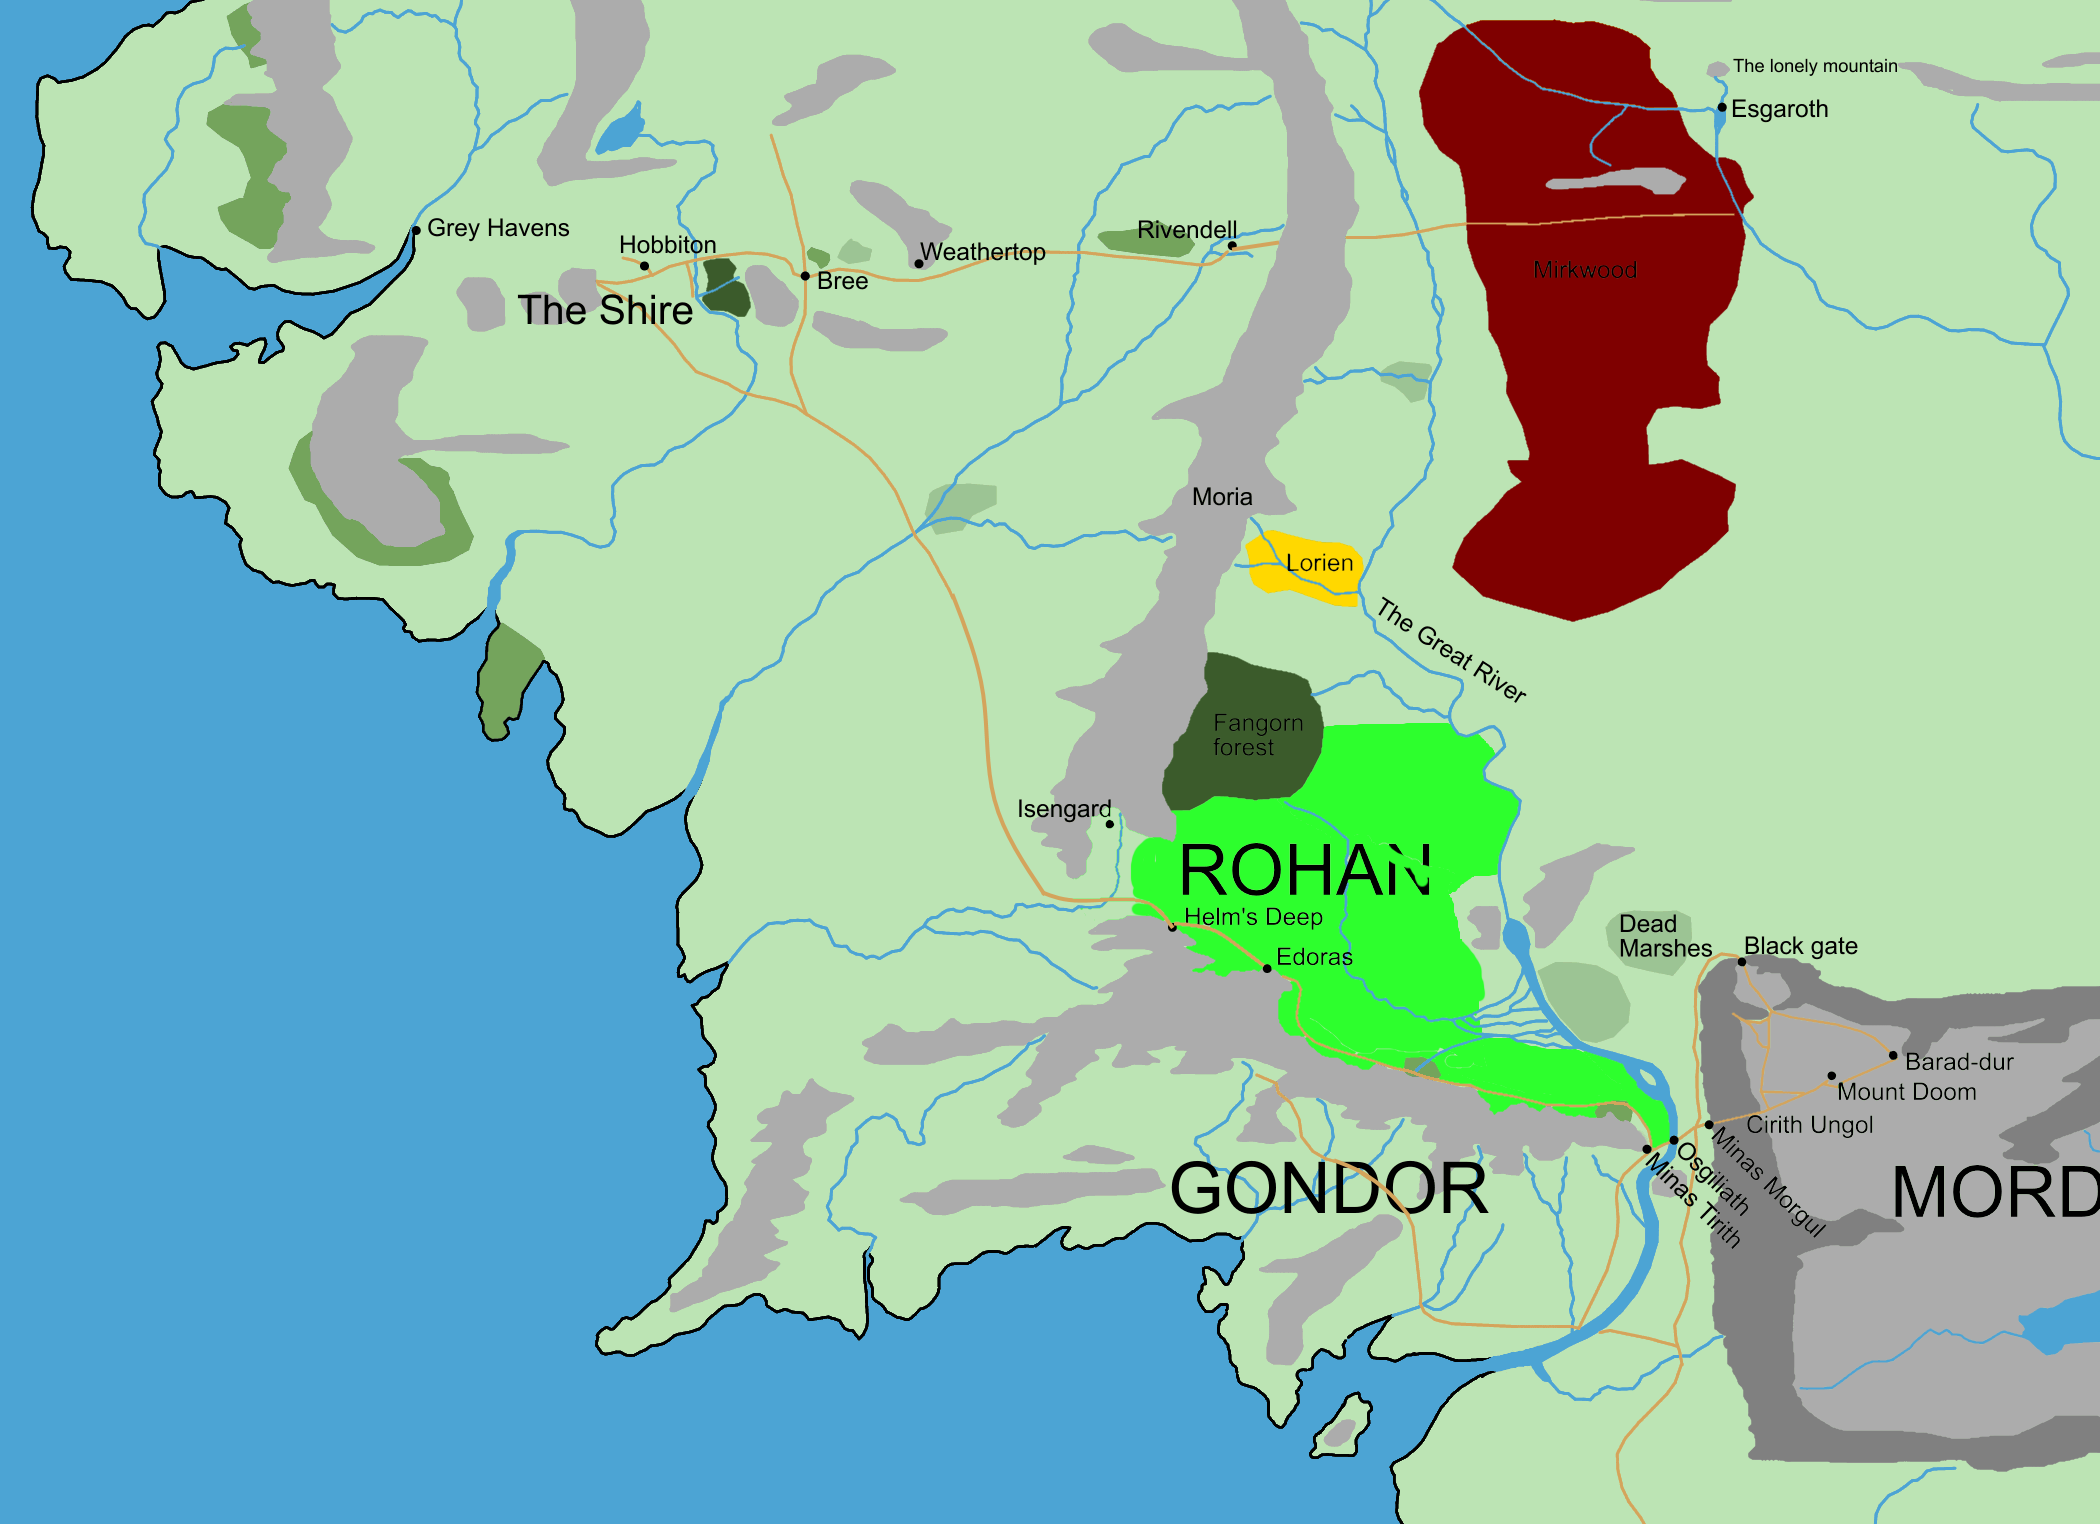 The lonely mountain
Esgaroth
Grey Havens
Hobbiton
Weathertop
Rivendell
Bree
Mirkwood
The Shire
Moria
Lorien
The Great River
Fangorn
forest
Isengard
ROHAN
Helm's Deep
Edoras
Dead
Marshes
Black gate
Barad-dur
Mount Doom
Cirith Ungol
Minas Morgul
Osgiliath
Minas Tirith
GONDOR
MORD